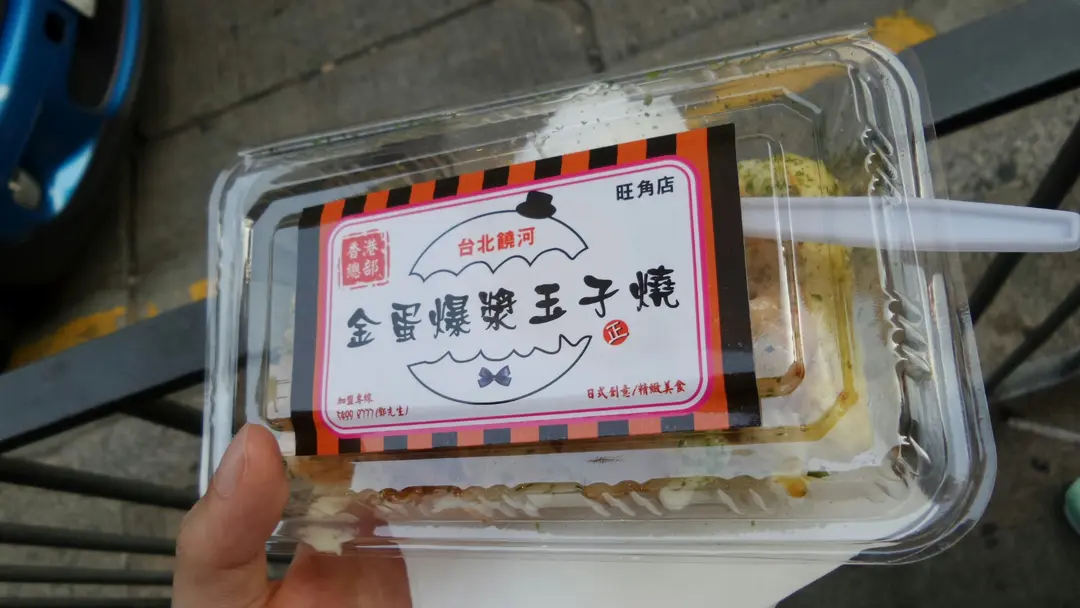 旺角店
香港
總部
台北饒河
金蛋爆漿玉子燒
正
加盟專線
日式創意/精緻美食